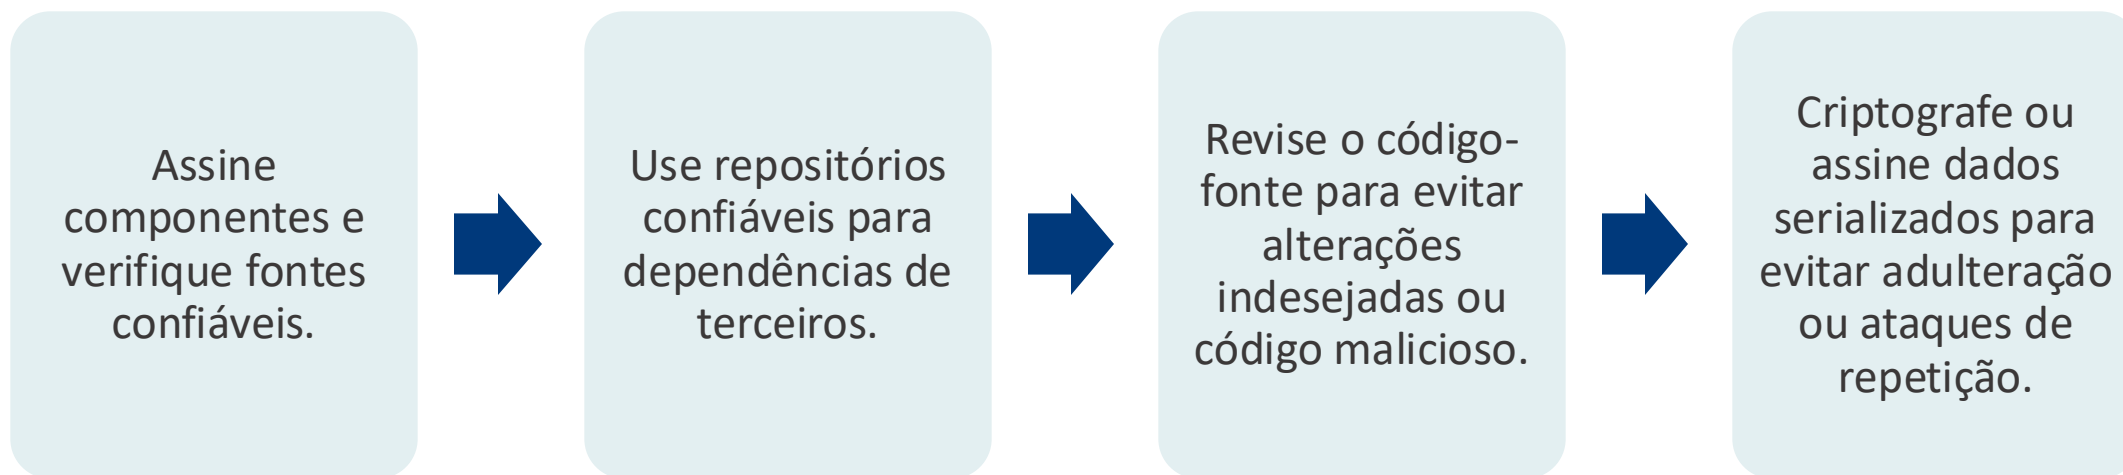 Assine
componentes e
verifique fontes
confiáveis.
Use repositórios
confiáveis para
dependências de
terceiros.
Revise o código-
fonte para evitar
alterações
indesejadas ou
código malicioso.
Criptografe ou
assine dados
serializados para
evitar adulteração
ou ataques de
repetição.